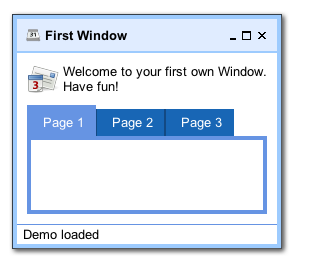 First Window
Welcome to your first own Window.
Have fun!
Page 1 Page 2 Page 3
Demo loaded